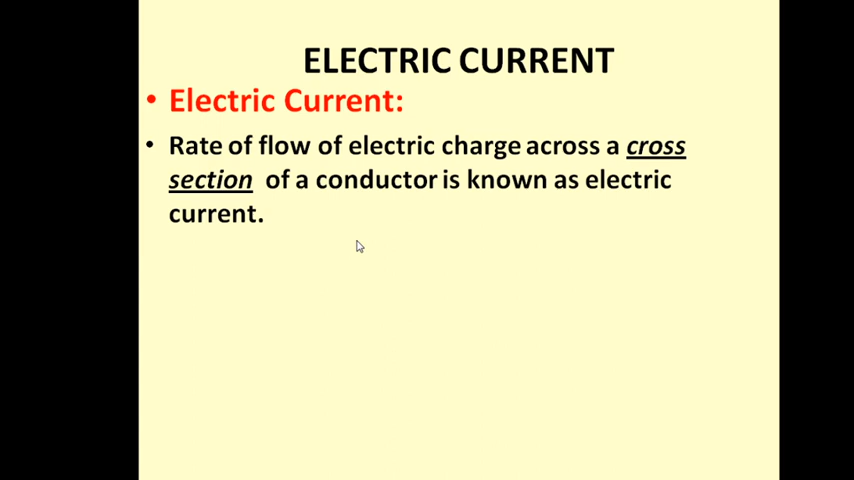 ELECTRIC CURRENT
• Electric Current:
• Rate of flow of electric charge across a cross
section of a conductor is known as electric
current.